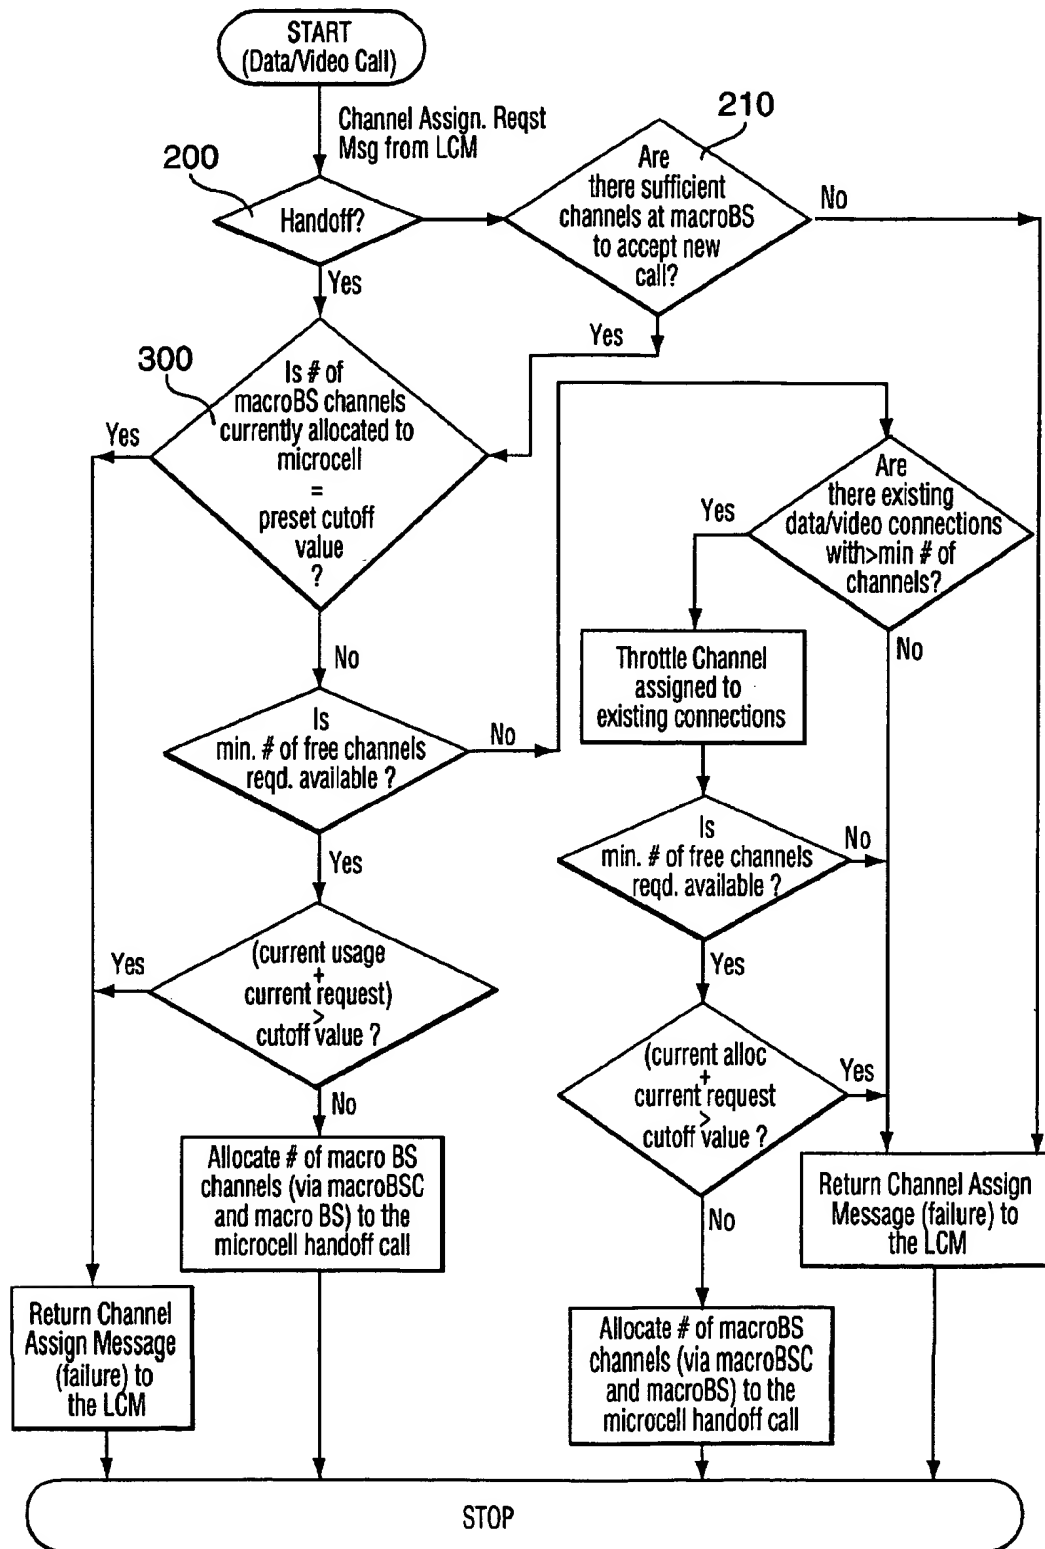 START
(Data/Video Call)
Channel Assign. Reqst
Msg from LCM
200
Handoff?
210
Are
there sufficient
channels at macroBS
to accept new
call?
No
Yes
Yes
300
Is # of
macroBS channels
currently allocated to
microcell
=
preset cutoff
value
?
Yes
No
Are
there existing
data/video connections
with>min # of
channels?
Yes
No
Throttle Channel
assigned to
existing connections
Is
min. # of free channels
reqd. available ?
No
Yes
Is
min. # of free channels
reqd. available ?
No
Yes
(current usage
+
current request)
>
cutoff value ?
Yes
No
(current alloc
+
current request
>
cutoff value ?
Yes
No
Allocate # of macro BS
channels (via macroBSC
and macro BS) to the
microcell handoff call
Return Channel Assign
Message (failure) to
the LCM
Return Channel
Assign Message
(failure) to
the LCM
Allocate # of macroBS
channels (via macroBSC
and macroBS) to the
microcell handoff call
STOP